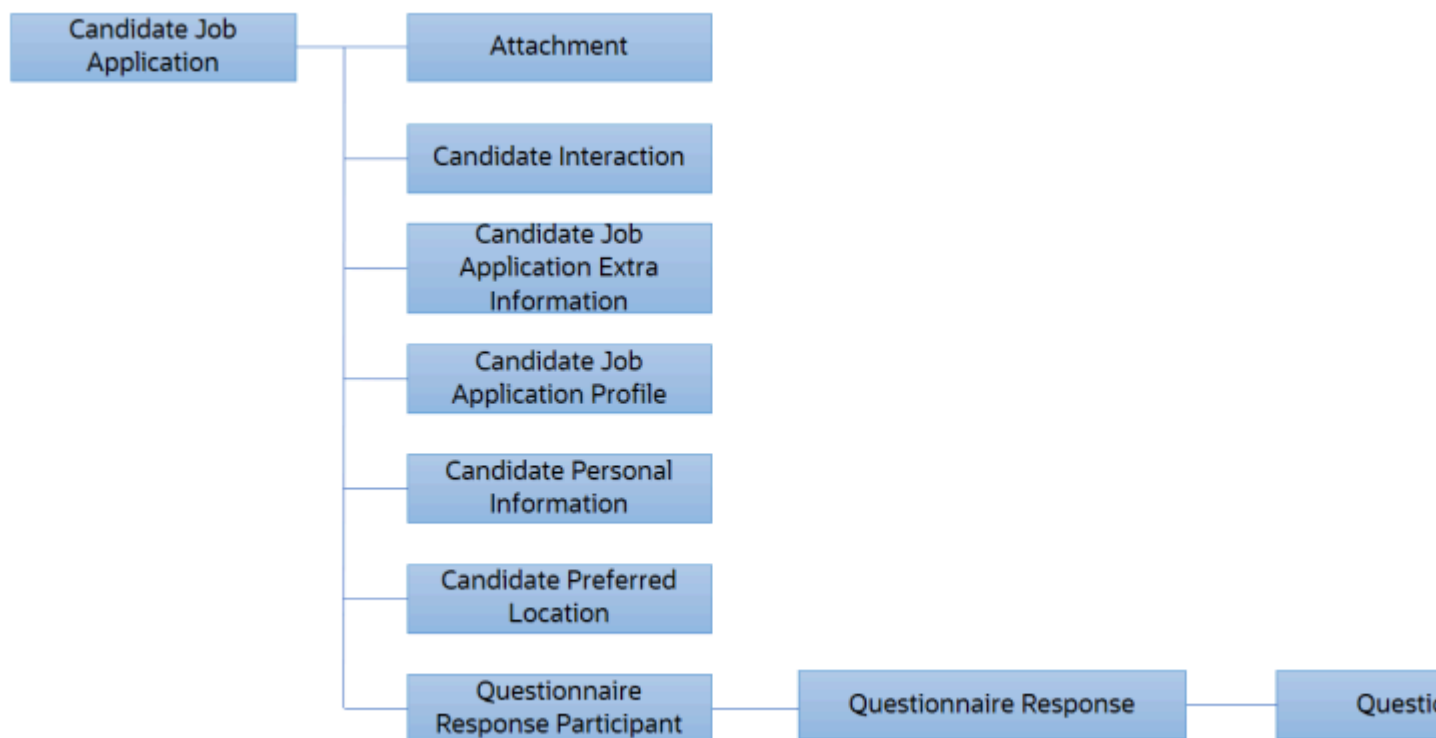 Candidate Job
Application
Attachment
Candidate Interaction
Candidate Job
Application Extra
Information
Candidate Job
Application Profile
Candidate Personal
Information
Candidate Preferred
Location
Questionnaire
Response Participant
Questionnaire Response